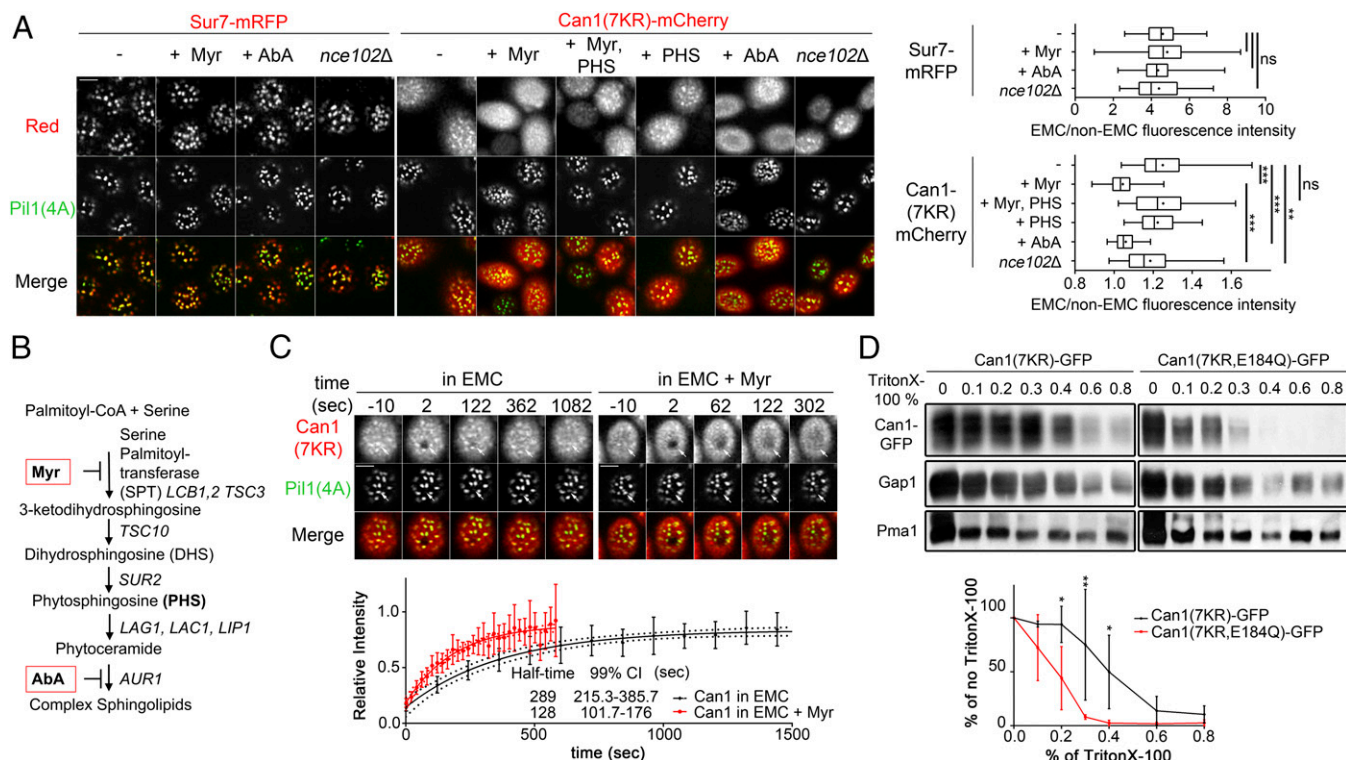 A
Sur7-mRFP
Can1(7KR)-mCherry
- + Myr + AbA nce102Δ
- + Myr + Myr, PHS + PHS + AbA nce102Δ
Red
Pil1(4A)
Merge
Sur7-
mRFP
-
+ Myr
+ AbA
nce102Δ
ns
0 2 4 6 8 10
EMC/non-EMC fluorescence intensity
Can1-
(7KR)
mCherry
-
+ Myr
+ Myr, PHS
+ PHS
+ AbA
nce102Δ
***
***
***
**
ns
0.8 1.0 1.2 1.4 1.6
EMC/non-EMC fluorescence intensity
B
Palmitoyl-CoA + Serine
Serine
Palmitoyl-
transferase
(SPT) LCB1,2 TSC3
Myr
3-ketodihydrosphingosine
TSC10
Dihydrosphingosine (DHS)
SUR2
Phytosphingosine (PHS)
LAG1, LAC1, LIP1
Phytoceramide
AbA
AUR1
Complex Sphingolipids
C
time
(sec)
in EMC
in EMC + Myr
-10 2 122 362 1082
-10 2 62 122 302
Can1
(7KR)
Pil1(4A)
Merge
Relative Intensity
1.0
0.5
0.0
Half-time 99% CI (sec)
289 215.3-385.7 Can1 in EMC
128 101.7-176 Can1 in EMC + Myr
0 500 1000 1500
time (sec)
D
Can1(7KR)-GFP
Can1(7KR,E184Q)-GFP
TritonX-
100 %
0 0.1 0.2 0.3 0.4 0.6 0.8
0 0.1 0.2 0.3 0.4 0.6 0.8
Can1-
GFP
Gap1
Pma1
% of no TritonX-100
100
50
0
*
**
*
Can1(7KR)-GFP
Can1(7KR,E184Q)-GFP
0.0 0.2 0.4 0.6 0.8
% of TritonX-100